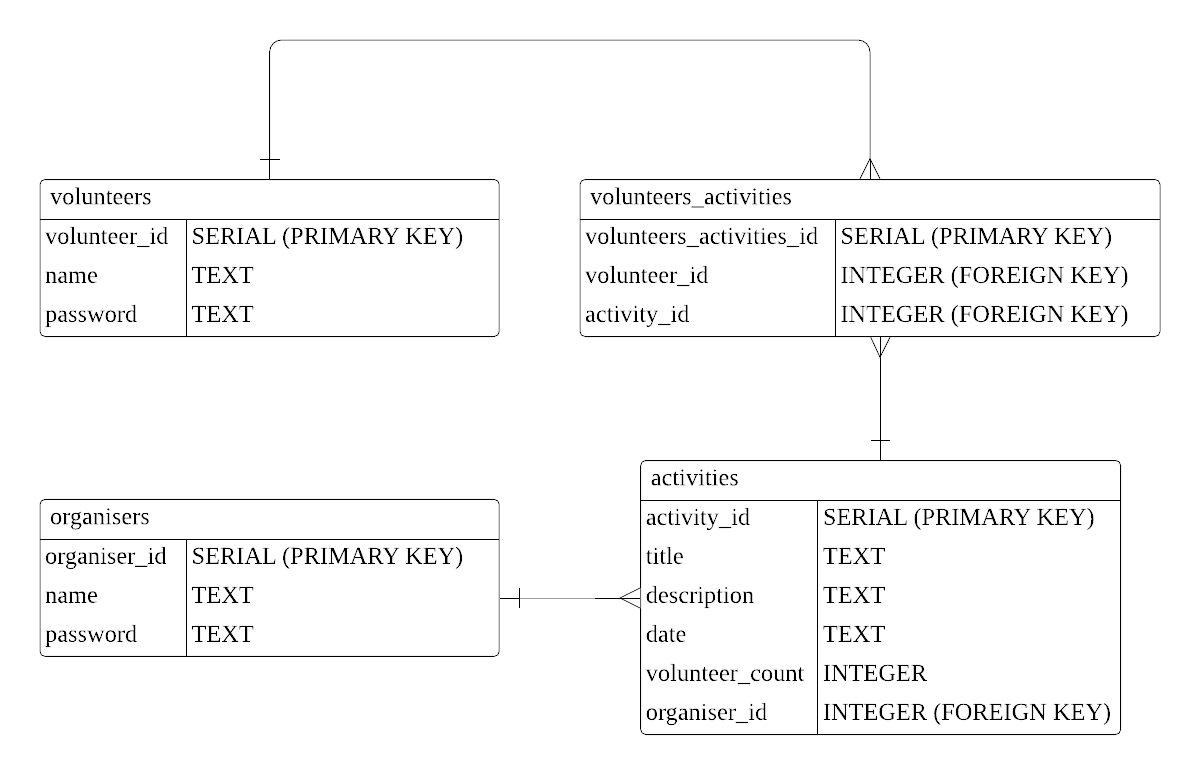 volunteers
volunteer_id SERIAL (PRIMARY KEY)
name TEXT
password TEXT
volunteers_activities
volunteers_activities_id SERIAL (PRIMARY KEY)
volunteer_id INTEGER (FOREIGN KEY)
activity_id INTEGER (FOREIGN KEY)
organisers
organiser_id SERIAL (PRIMARY KEY)
name TEXT
password TEXT
activities
activity_id SERIAL (PRIMARY KEY)
title TEXT
description TEXT
date TEXT
volunteer_count INTEGER
organiser_id INTEGER (FOREIGN KEY)